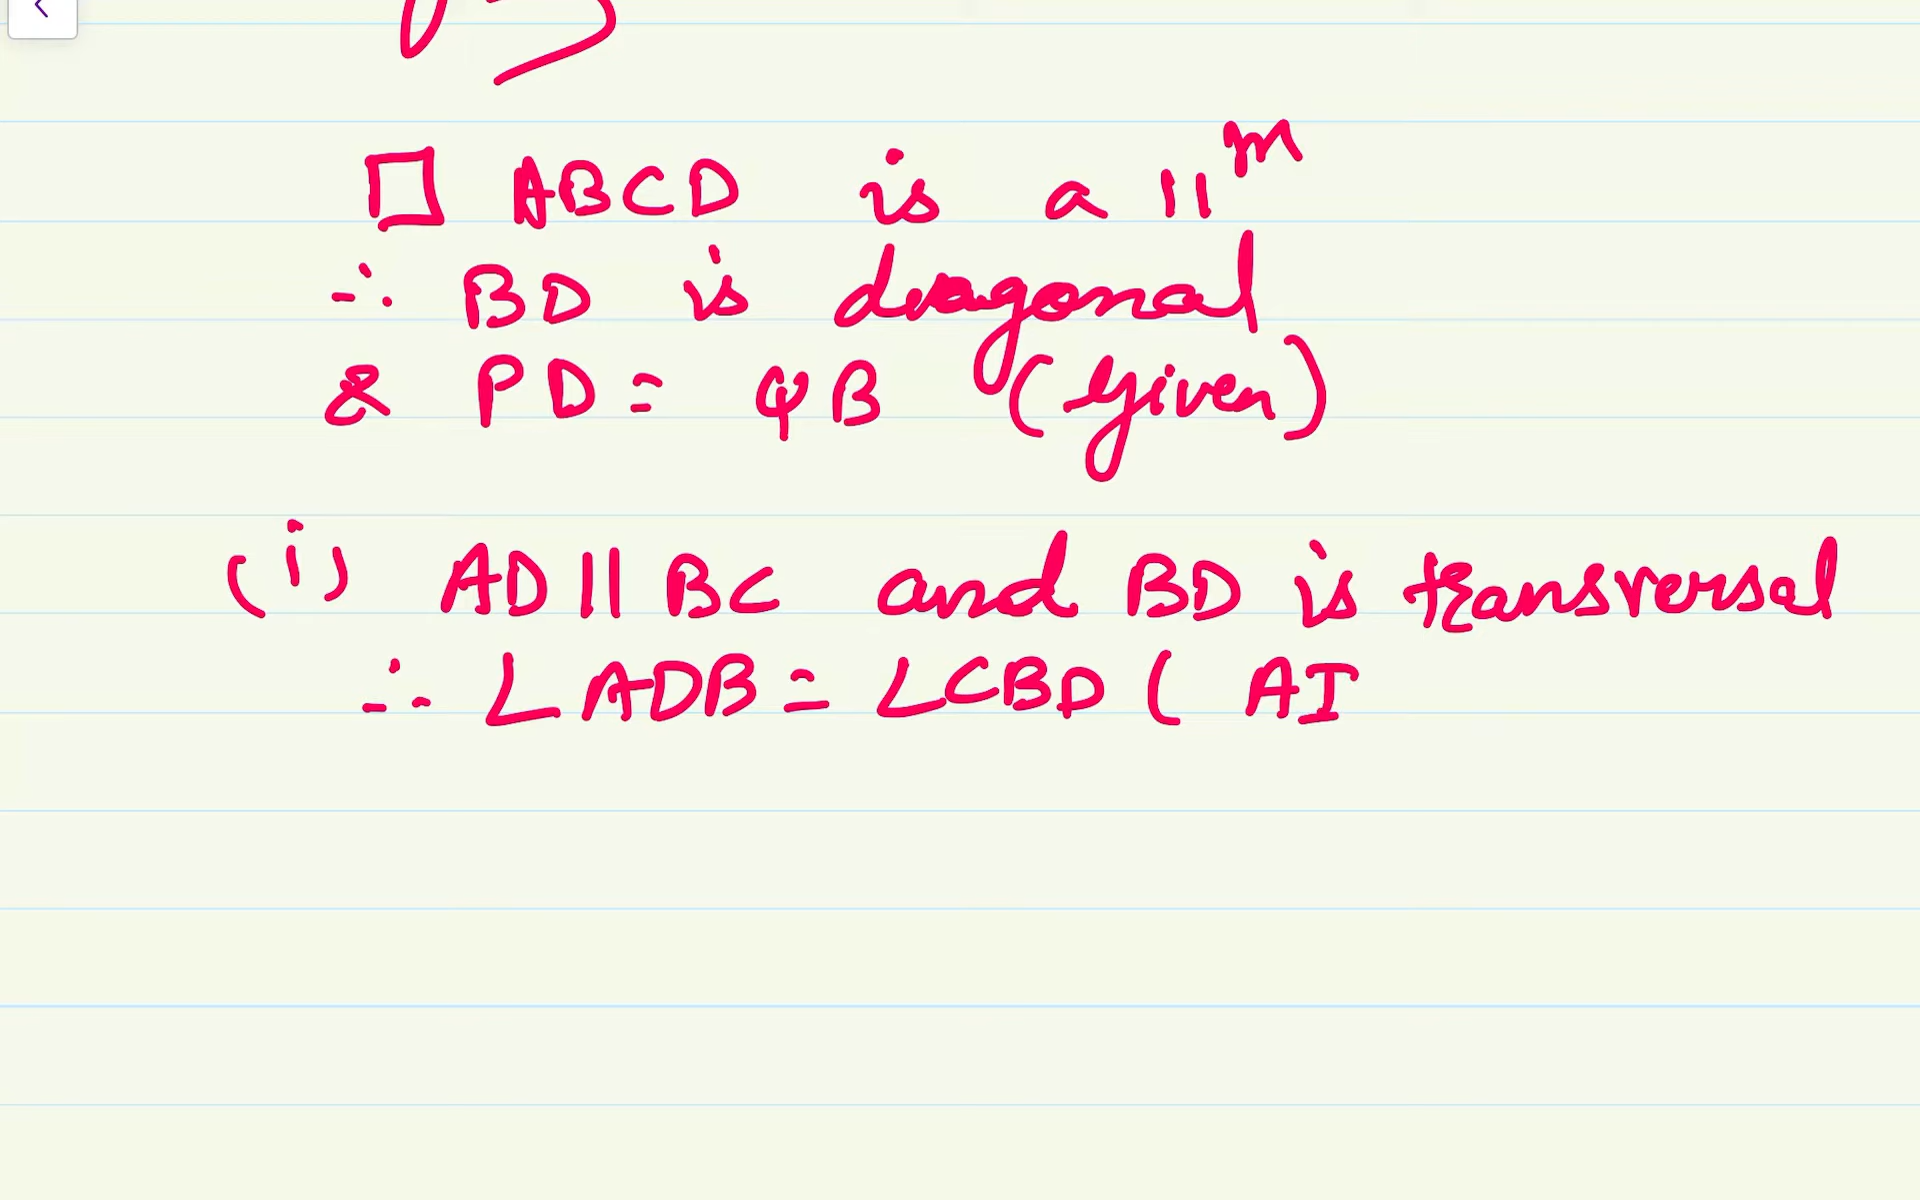 □ ABCD is a ||ᵐ
∴ BD is diagonal
& PD = QB (Given)
(i) AD || BC and BD is transversal
∴ ∠ADB = ∠CBD ( AI